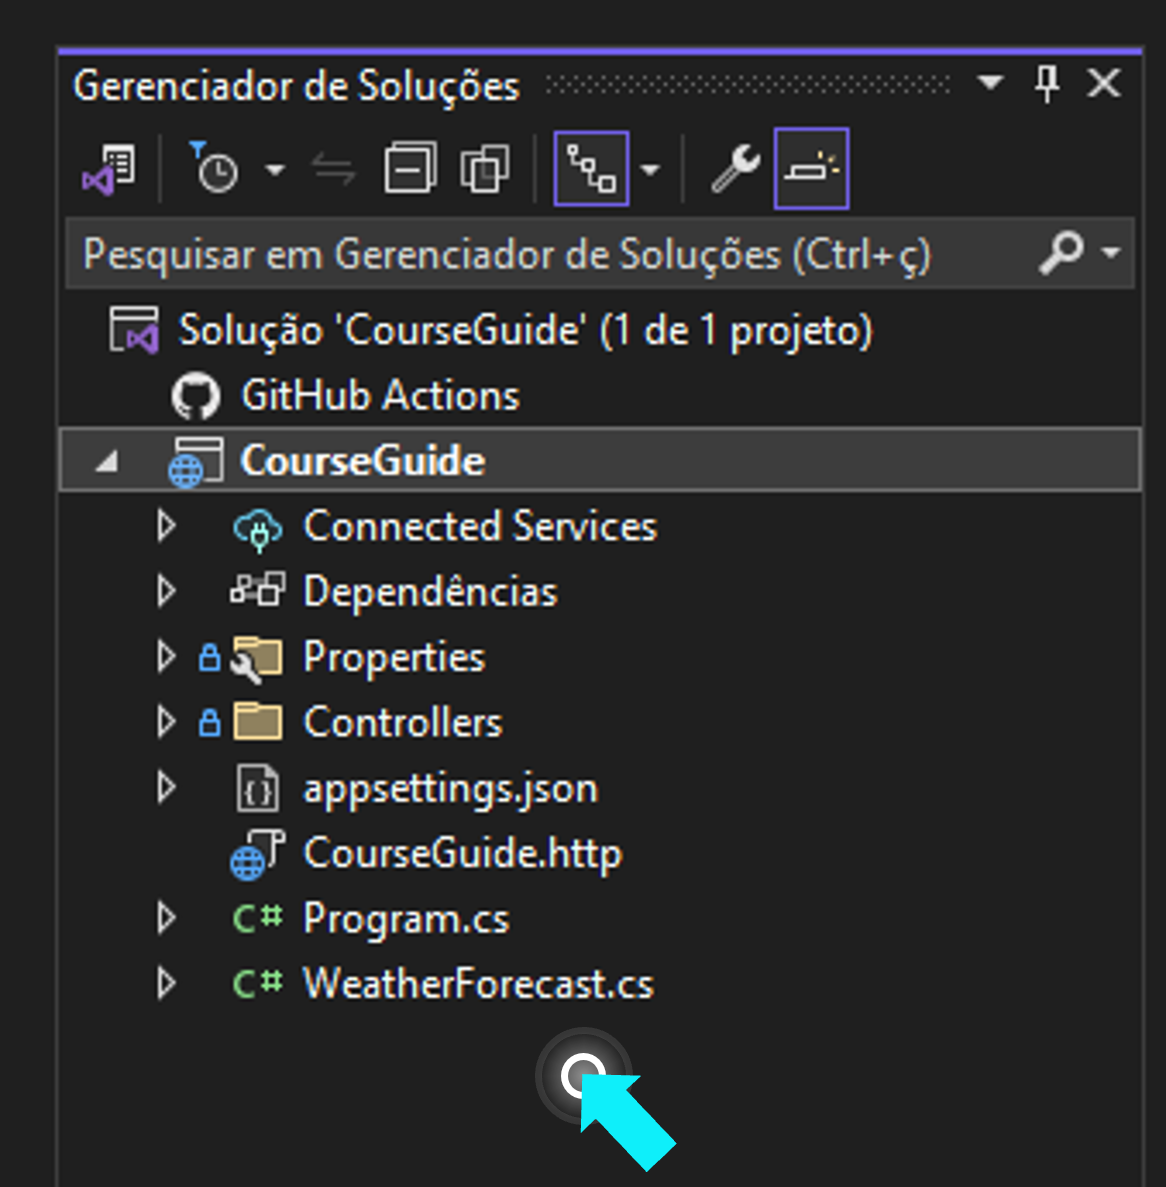 Gerenciador de Soluções
Pesquisar em Gerenciador de Soluções (Ctrl+ç)
Solução 'CourseGuide' (1 de 1 projeto)
GitHub Actions
CourseGuide
Connected Services
Dependências
Properties
Controllers
appsettings.json
CourseGuide.http
C# Program.cs
C# WeatherForecast.cs